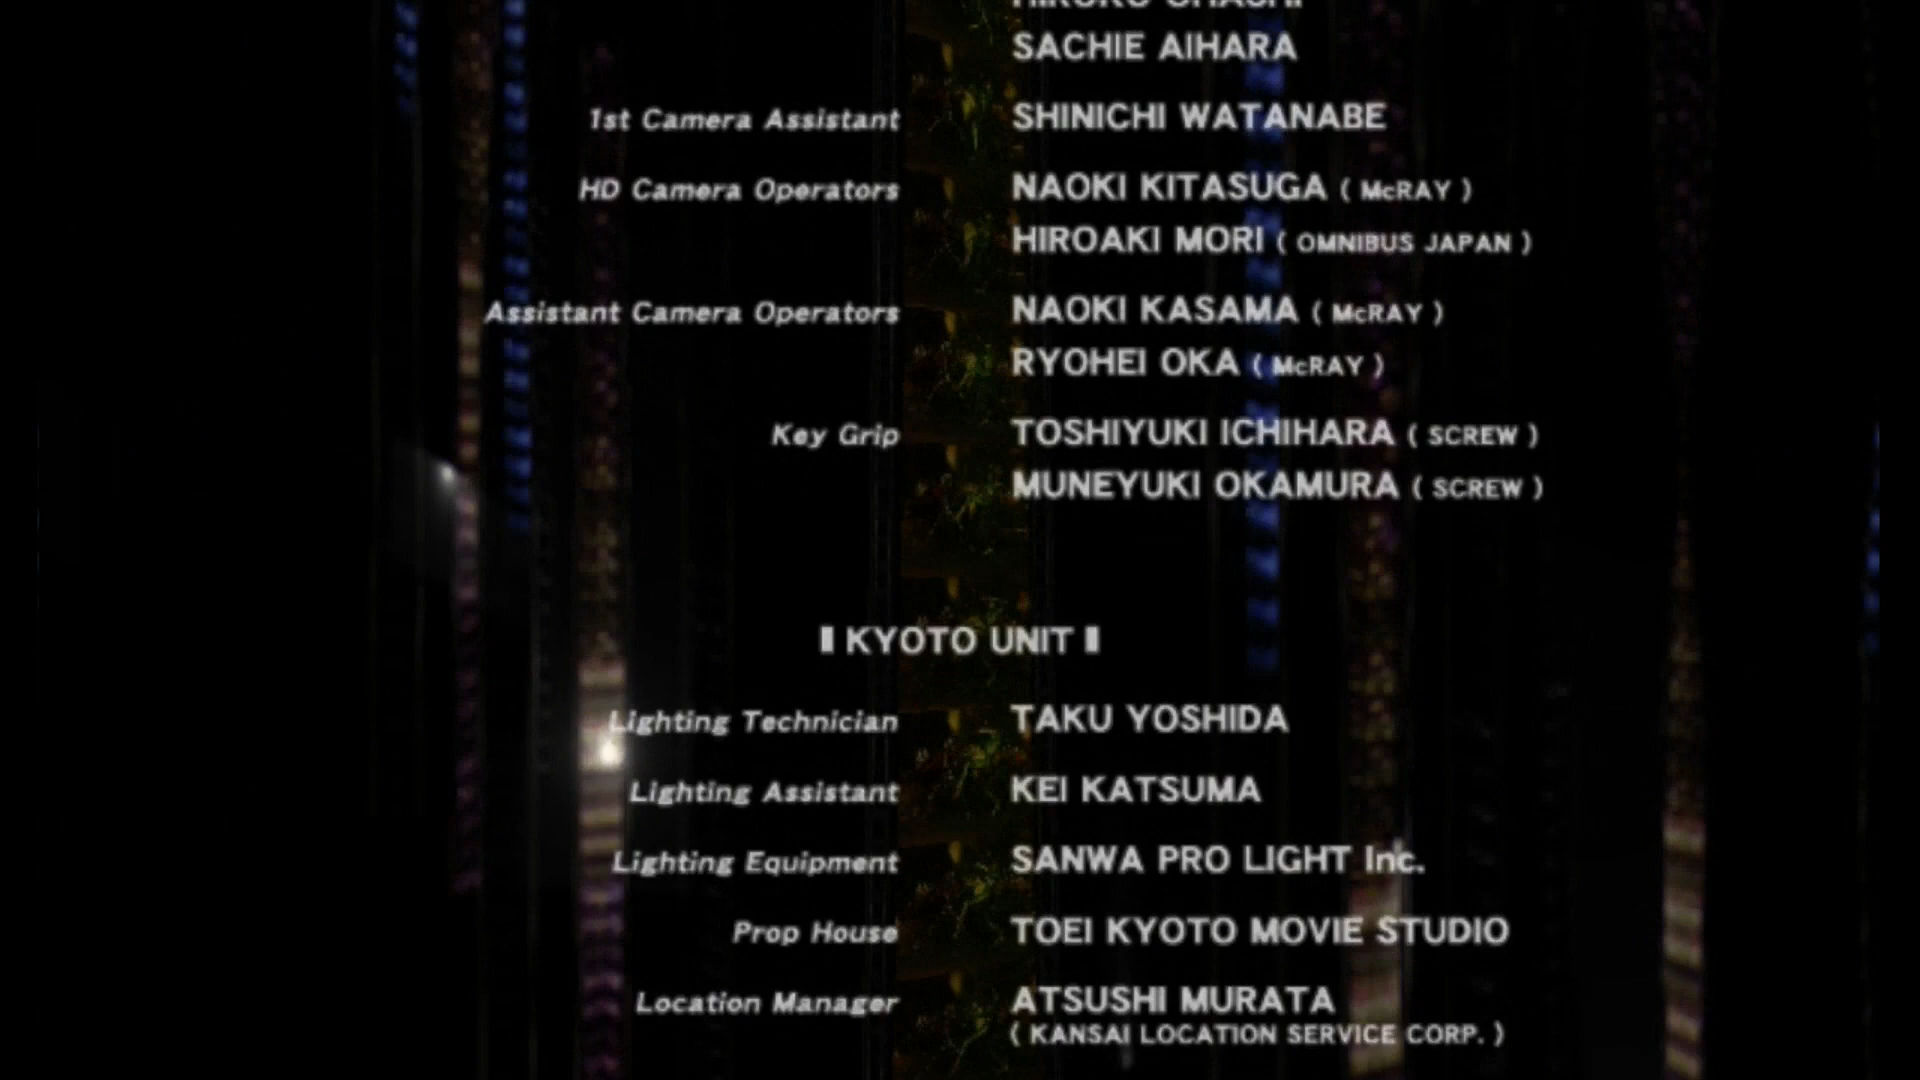 HIROKO OHASHI
SACHIE AIHARA
1st Camera Assistant SHINICHI WATANABE
HD Camera Operators NAOKI KITASUGA ( McRAY )
HIROAKI MORI ( OMNIBUS JAPAN )
Assistant Camera Operators NAOKI KASAMA ( McRAY )
RYOHEI OKA ( McRAY )
Key Grip TOSHIYUKI ICHIHARA ( SCREW )
MUNEYUKI OKAMURA ( SCREW )
▮ KYOTO UNIT ▮
Lighting Technician TAKU YOSHIDA
Lighting Assistant KEI KATSUMA
Lighting Equipment SANWA PRO LIGHT Inc.
Prop House TOEI KYOTO MOVIE STUDIO
Location Manager ATSUSHI MURATA
( KANSAI LOCATION SERVICE CORP. )